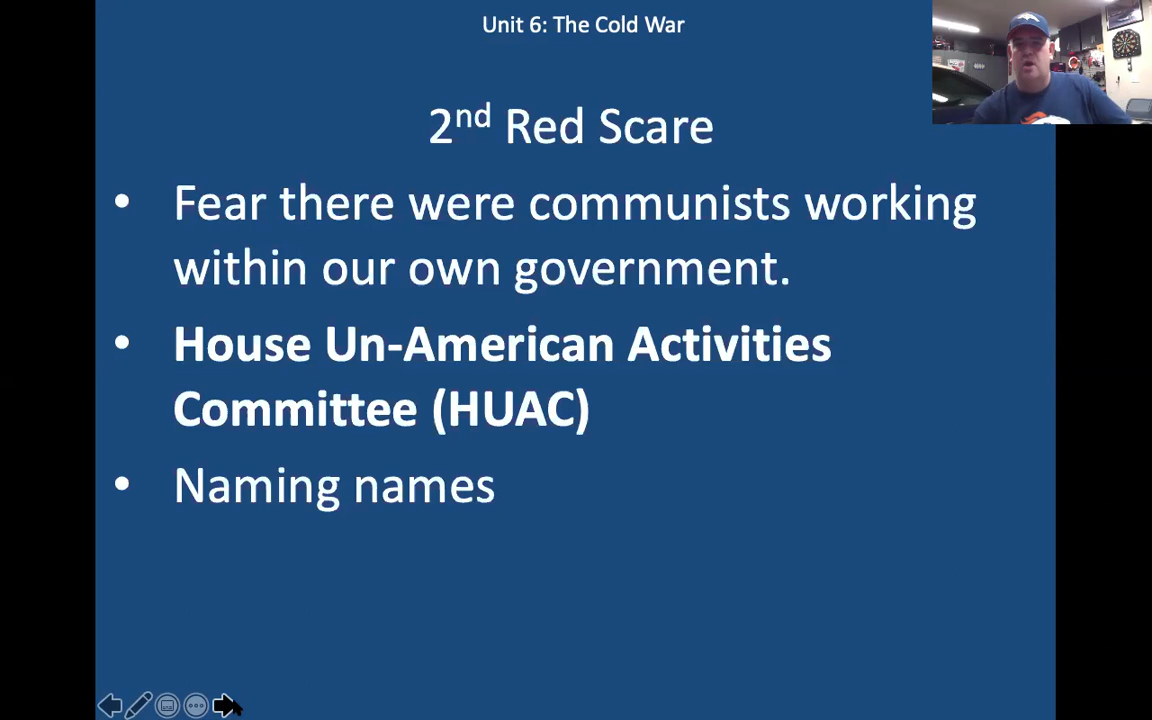 Unit 6: The Cold War
2nd Red Scare
• Fear there were communists working
within our own government.
• House Un-American Activities
Committee (HUAC)
• Naming names